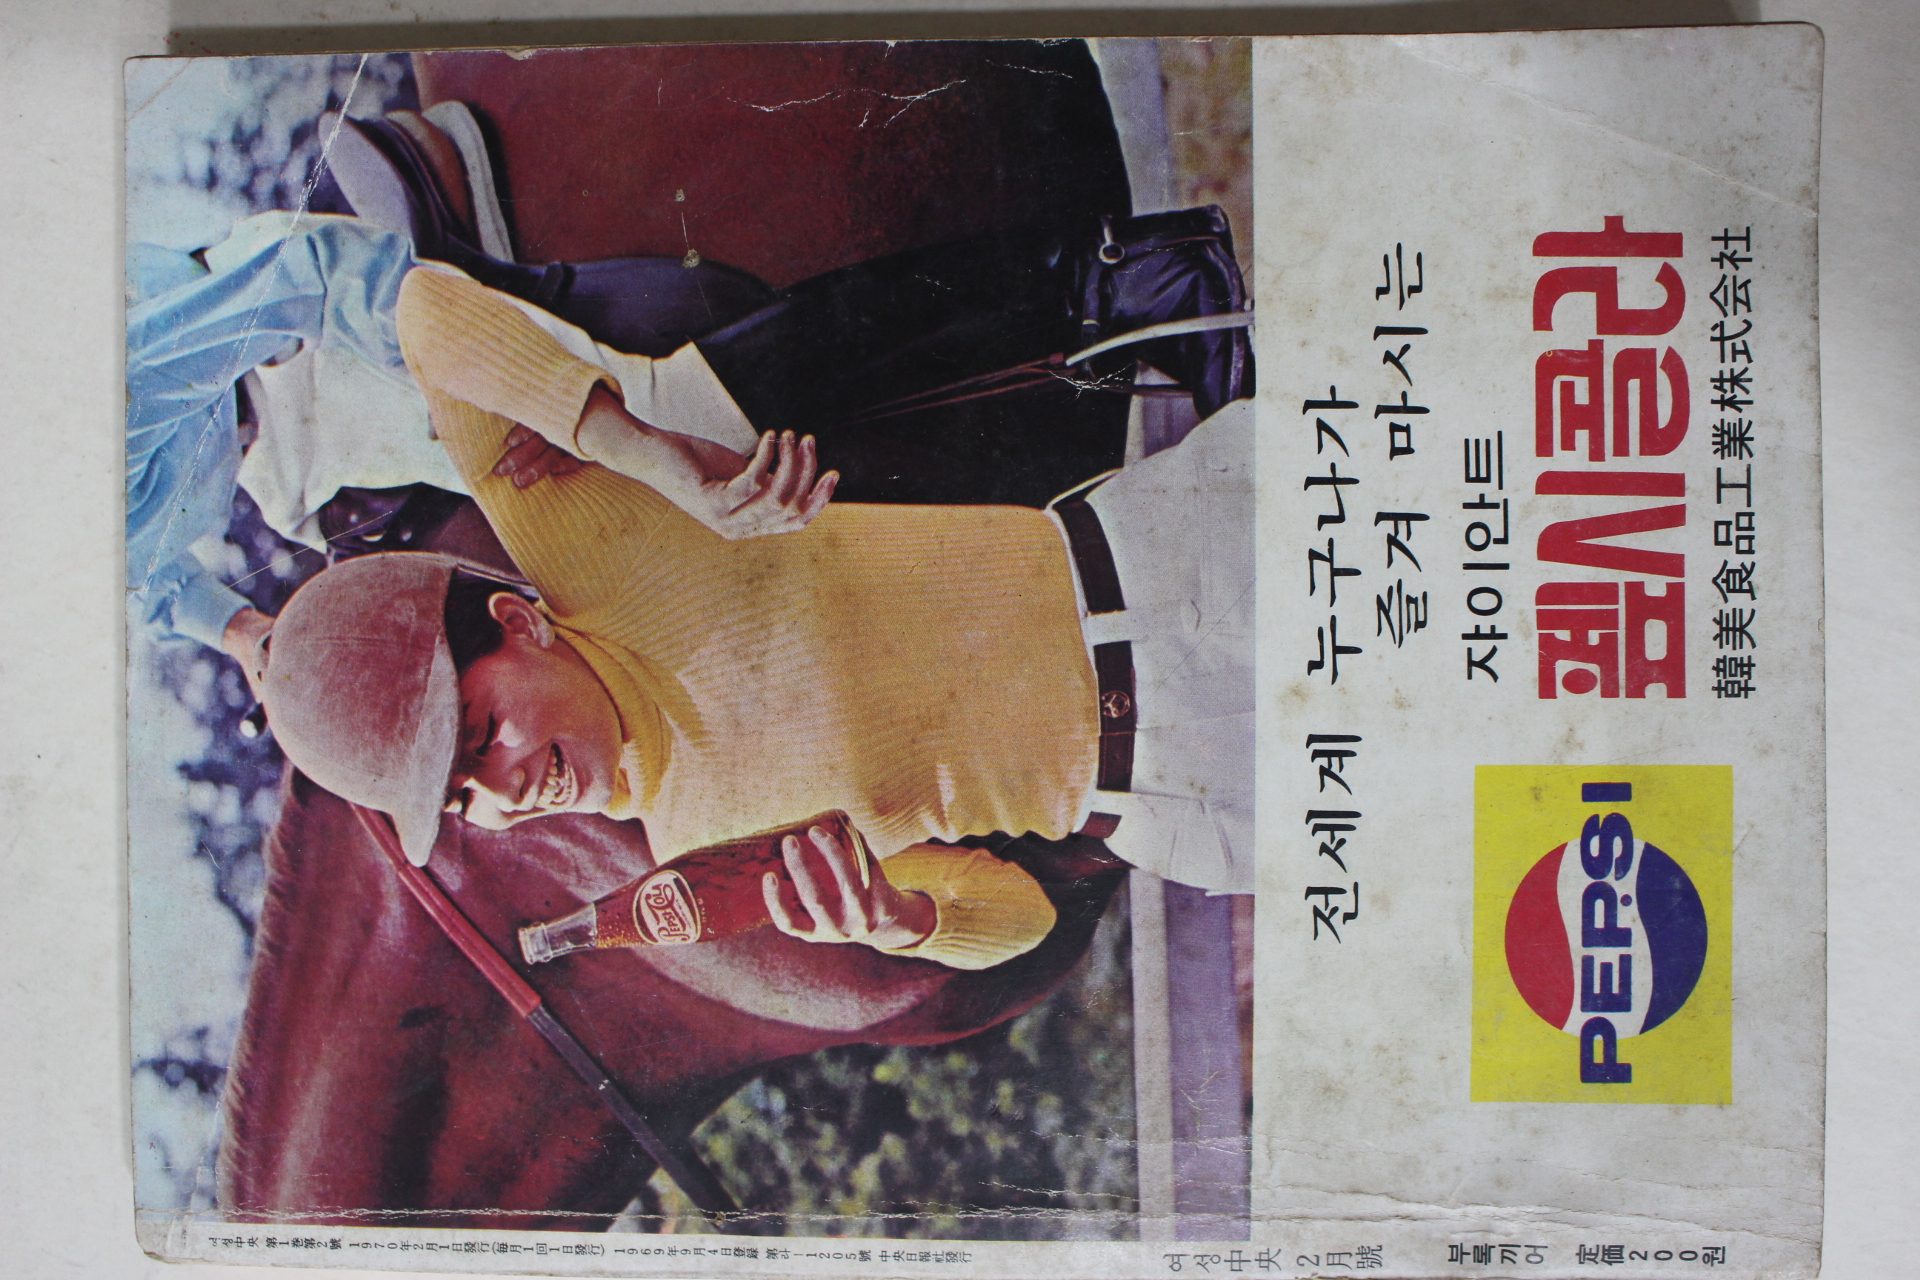 전세계 누구나가
즐겨 마시는
쟈이안트
펩시콜라
韓美食品工業株式会社
PEPSI
PEPSI COLA
여성中央 第1巻第2號 1970年2月1日發行(每月1回1日發行) 1969年9月4日登録 第라-1205號 中央日報社發行
여성中央 2月號
부록끼어
定価200원